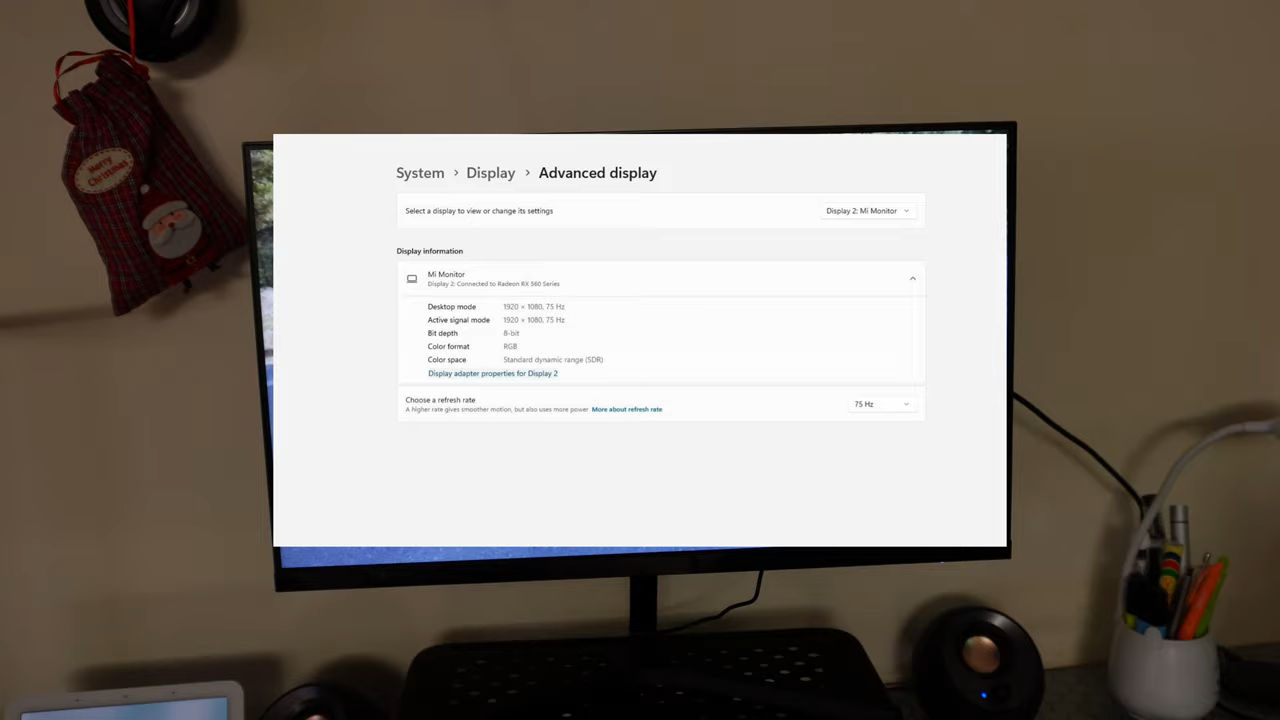 Merry
Christmas
System > Display > Advanced display
Select a display to view or change its settings
Display 2: Mi Monitor
Display information
Mi Monitor
Display 2: Connected to Radeon RX 560 Series
Desktop mode 1920 × 1080, 75 Hz
Active signal mode 1920 × 1080, 75 Hz
Bit depth 8-bit
Color format RGB
Color space Standard dynamic range (SDR)
Display adapter properties for Display 2
Choose a refresh rate
A higher rate gives smoother motion, but also uses more power More about refresh rate
75 Hz